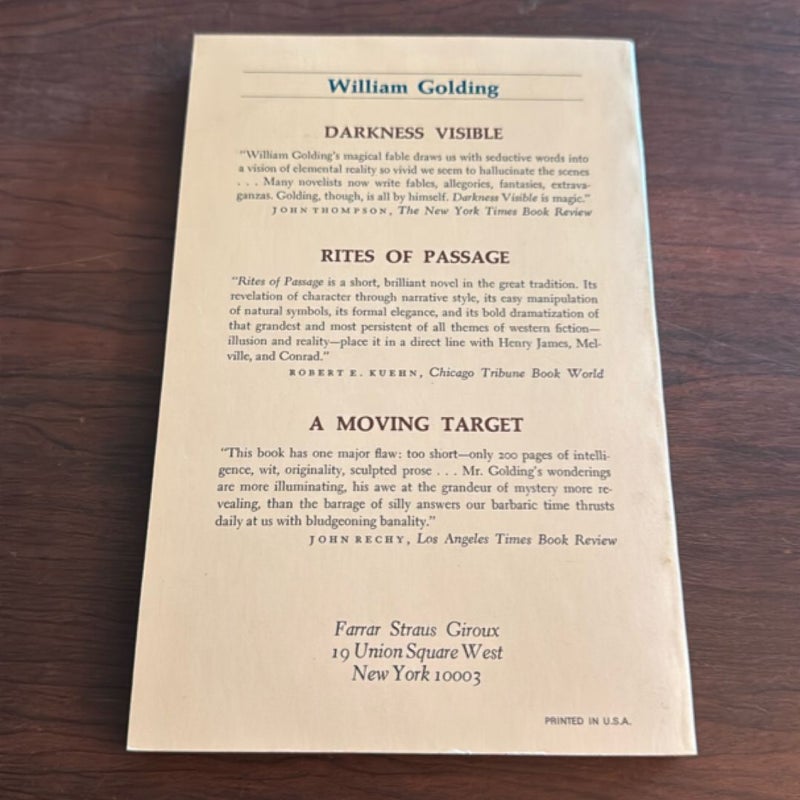 William Golding
DARKNESS VISIBLE
"William Golding's magical fable draws us with seductive words into
a vision of elemental reality so vivid we seem to hallucinate the scenes
. . . Many novelists now write fables, allegories, fantasies, extrava-
ganzas. Golding, though, is all by himself. Darkness Visible is magic."
JOHN THOMPSON, The New York Times Book Review
RITES OF PASSAGE
"Rites of Passage is a short, brilliant novel in the great tradition. Its
revelation of character through narrative style, its easy manipulation
of natural symbols, its formal elegance, and its bold dramatization of
that grandest and most persistent of all themes of western fiction—
illusion and reality—place it in a direct line with Henry James, Mel-
ville, and Conrad."
ROBERT E. KUEHN, Chicago Tribune Book World
A MOVING TARGET
"This book has one major flaw: too short—only 200 pages of intelli-
gence, wit, originality, sculpted prose . . . Mr. Golding's wonderings
are more illuminating, his awe at the grandeur of mystery more re-
vealing, than the barrage of silly answers our barbaric time thrusts
daily at us with bludgeoning banality."
JOHN RECHY, Los Angeles Times Book Review
Farrar Straus Giroux
19 Union Square West
New York 10003
PRINTED IN U.S.A.